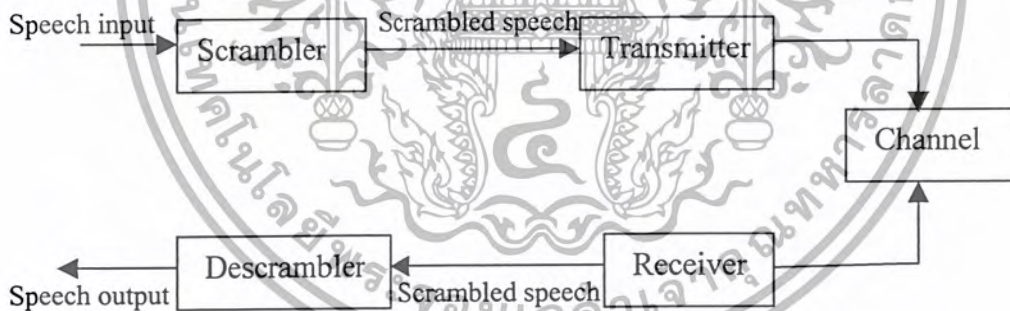 Speech input
Scrambler
Scrambled speech
Transmitter
Channel
Receiver
Scrambled speech
Descrambler
Speech output